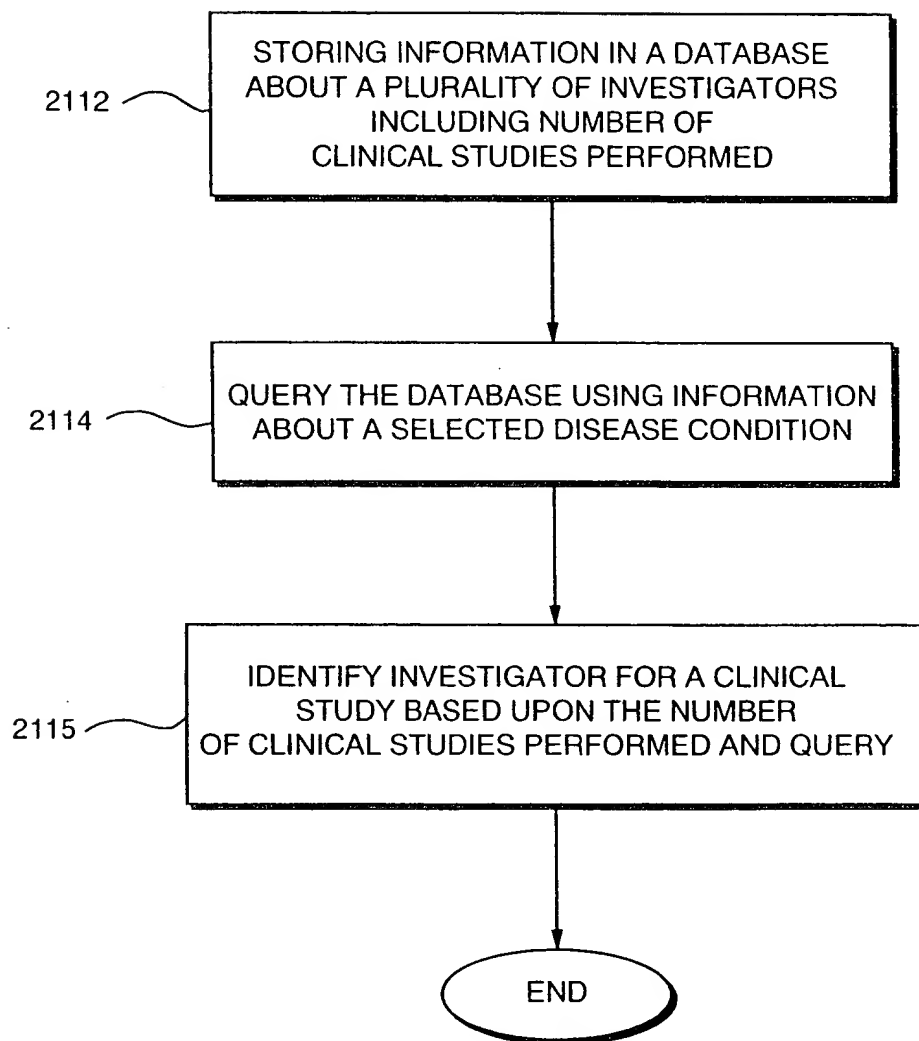 2112
STORING INFORMATION IN A DATABASE
ABOUT A PLURALITY OF INVESTIGATORS
INCLUDING NUMBER OF
CLINICAL STUDIES PERFORMED
2114
QUERY THE DATABASE USING INFORMATION
ABOUT A SELECTED DISEASE CONDITION
2115
IDENTIFY INVESTIGATOR FOR A CLINICAL
STUDY BASED UPON THE NUMBER
OF CLINICAL STUDIES PERFORMED AND QUERY
END